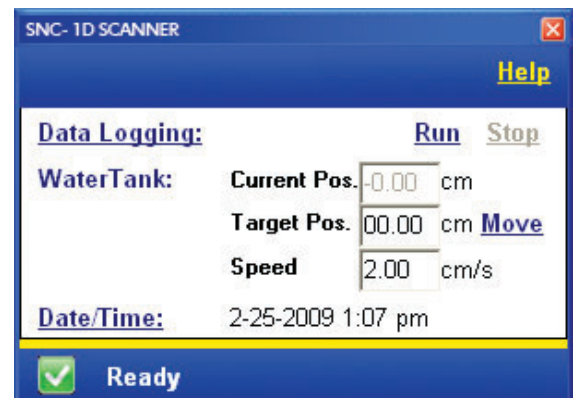 SNC- 1D SCANNER
Help
Data Logging: Run Stop
WaterTank: Current Pos. -0.00 cm
Target Pos. 00.00 cm Move
Speed 2.00 cm/s
Date/Time: 2-25-2009 1:07 pm
Ready